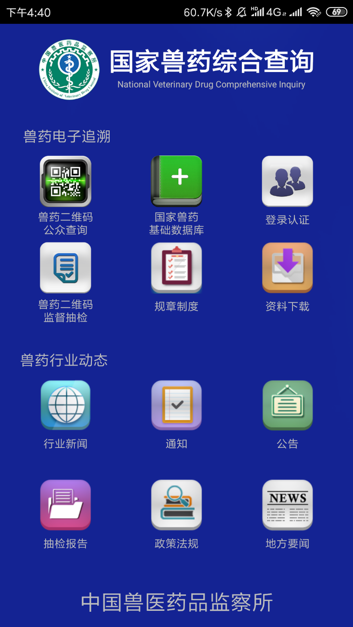 下午4:40
60.7K/s
HD
4G
69
国家兽药综合查询
National Veterinary Drug Comprehensive Inquiry
兽药电子追溯
兽药二维码
公众查询
国家兽药
基础数据库
登录认证
兽药二维码
监督抽检
规章制度
资料下载
兽药行业动态
行业新闻
通知
公告
抽检报告
政策法规
NEWS
地方要闻
中国兽医药品监察所